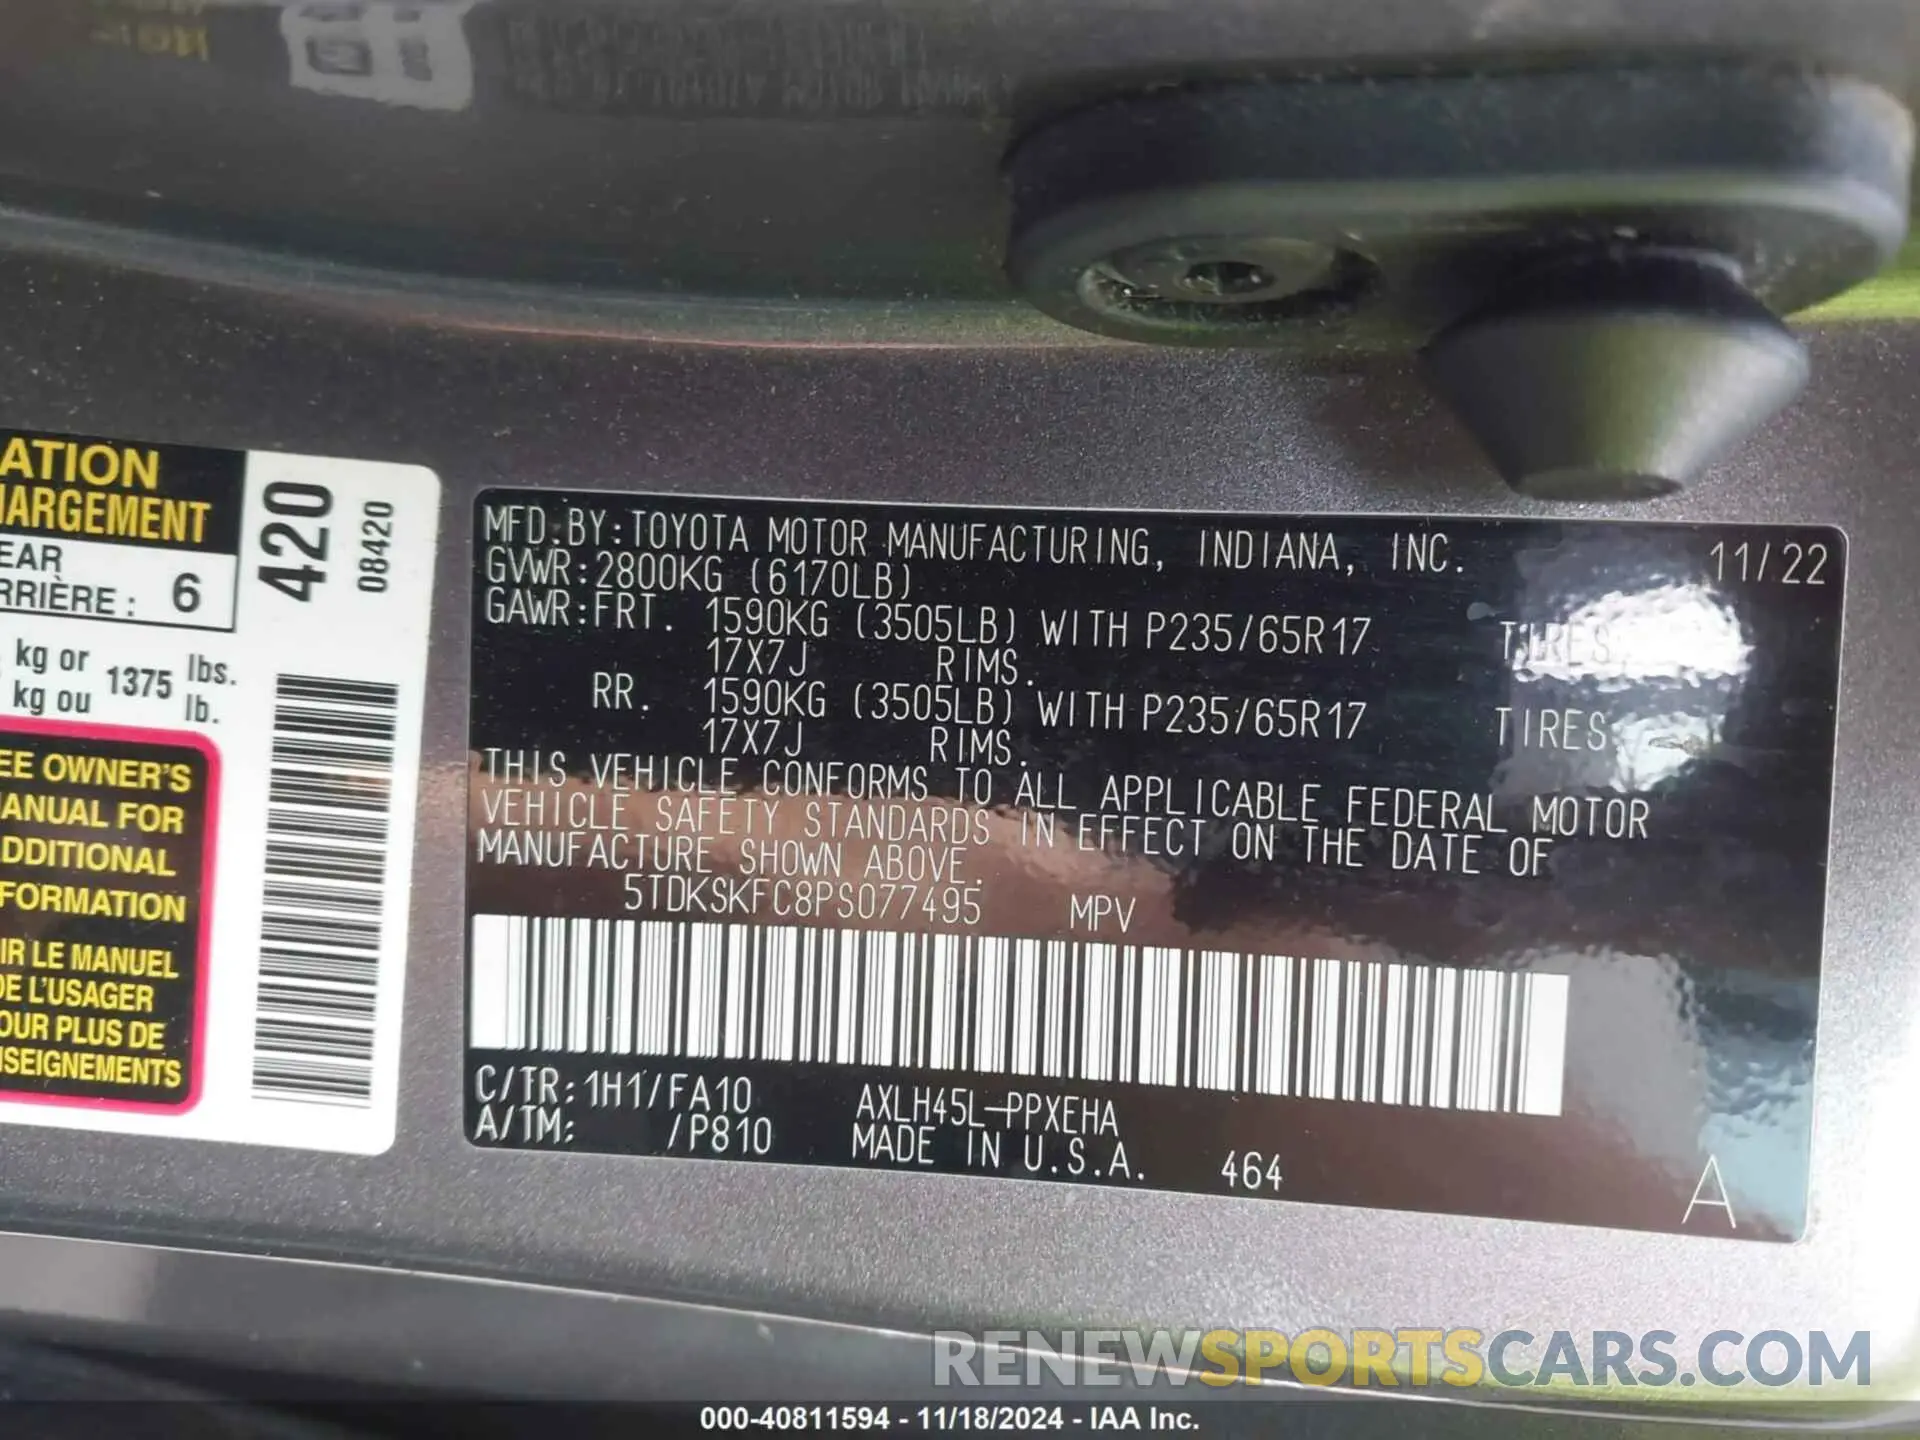 ATION
HARGEMENT
EAR
RRIÈRE : 6
kg or 1375 lbs.
kg ou lb.
EE OWNER'S
ANUAL FOR
DDITIONAL
FORMATION
IR LE MANUEL
DE L'USAGER
OUR PLUS DE
SEIGNEMENTS
420
08420
MFD.BY:TOYOTA MOTOR MANUFACTURING, INDIANA, INC. 11/22
GVWR:2800KG (6170LB)
GAWR:FRT. 1590KG (3505LB) WITH P235/65R17 TIRES,
17X7J RIMS.
RR. 1590KG (3505LB) WITH P235/65R17 TIRES,
17X7J RIMS.
THIS VEHICLE CONFORMS TO ALL APPLICABLE FEDERAL MOTOR
VEHICLE SAFETY STANDARDS IN EFFECT ON THE DATE OF
MANUFACTURE SHOWN ABOVE.
5TDKSKFC8PS077495 MPV
C/TR:1H1/FA10 AXLH45L-PPXEHA
A/TM: /P810 MADE IN U.S.A. 464 A
RENEWSPORTSCARS.COM
000-40811594 - 11/18/2024 - IAA Inc.